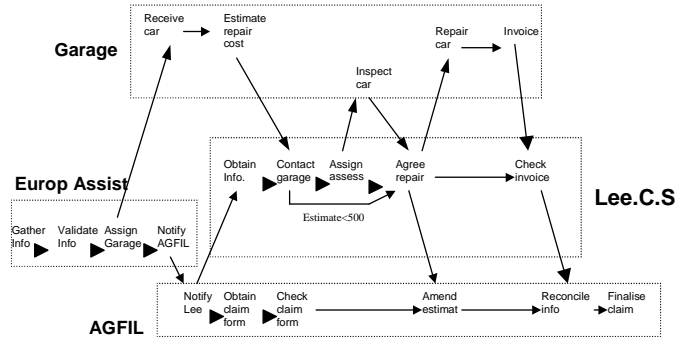 Receive
car
Estimate
repair
cost
Repair
car
Invoice
Garage
Inspect
car
Obtain
Info.
Contact
garage
Assign
assess
Agree
repair
Check
invoice
Estimate<500
Europ Assist
Lee.C.S
Gather
Info
Validate
Info
Assign
Garage
Notify
AGFIL
Notify
Lee
Obtain
claim
form
Check
claim
form
Amend
estimat
Reconcile
info
Finalise
claim
AGFIL